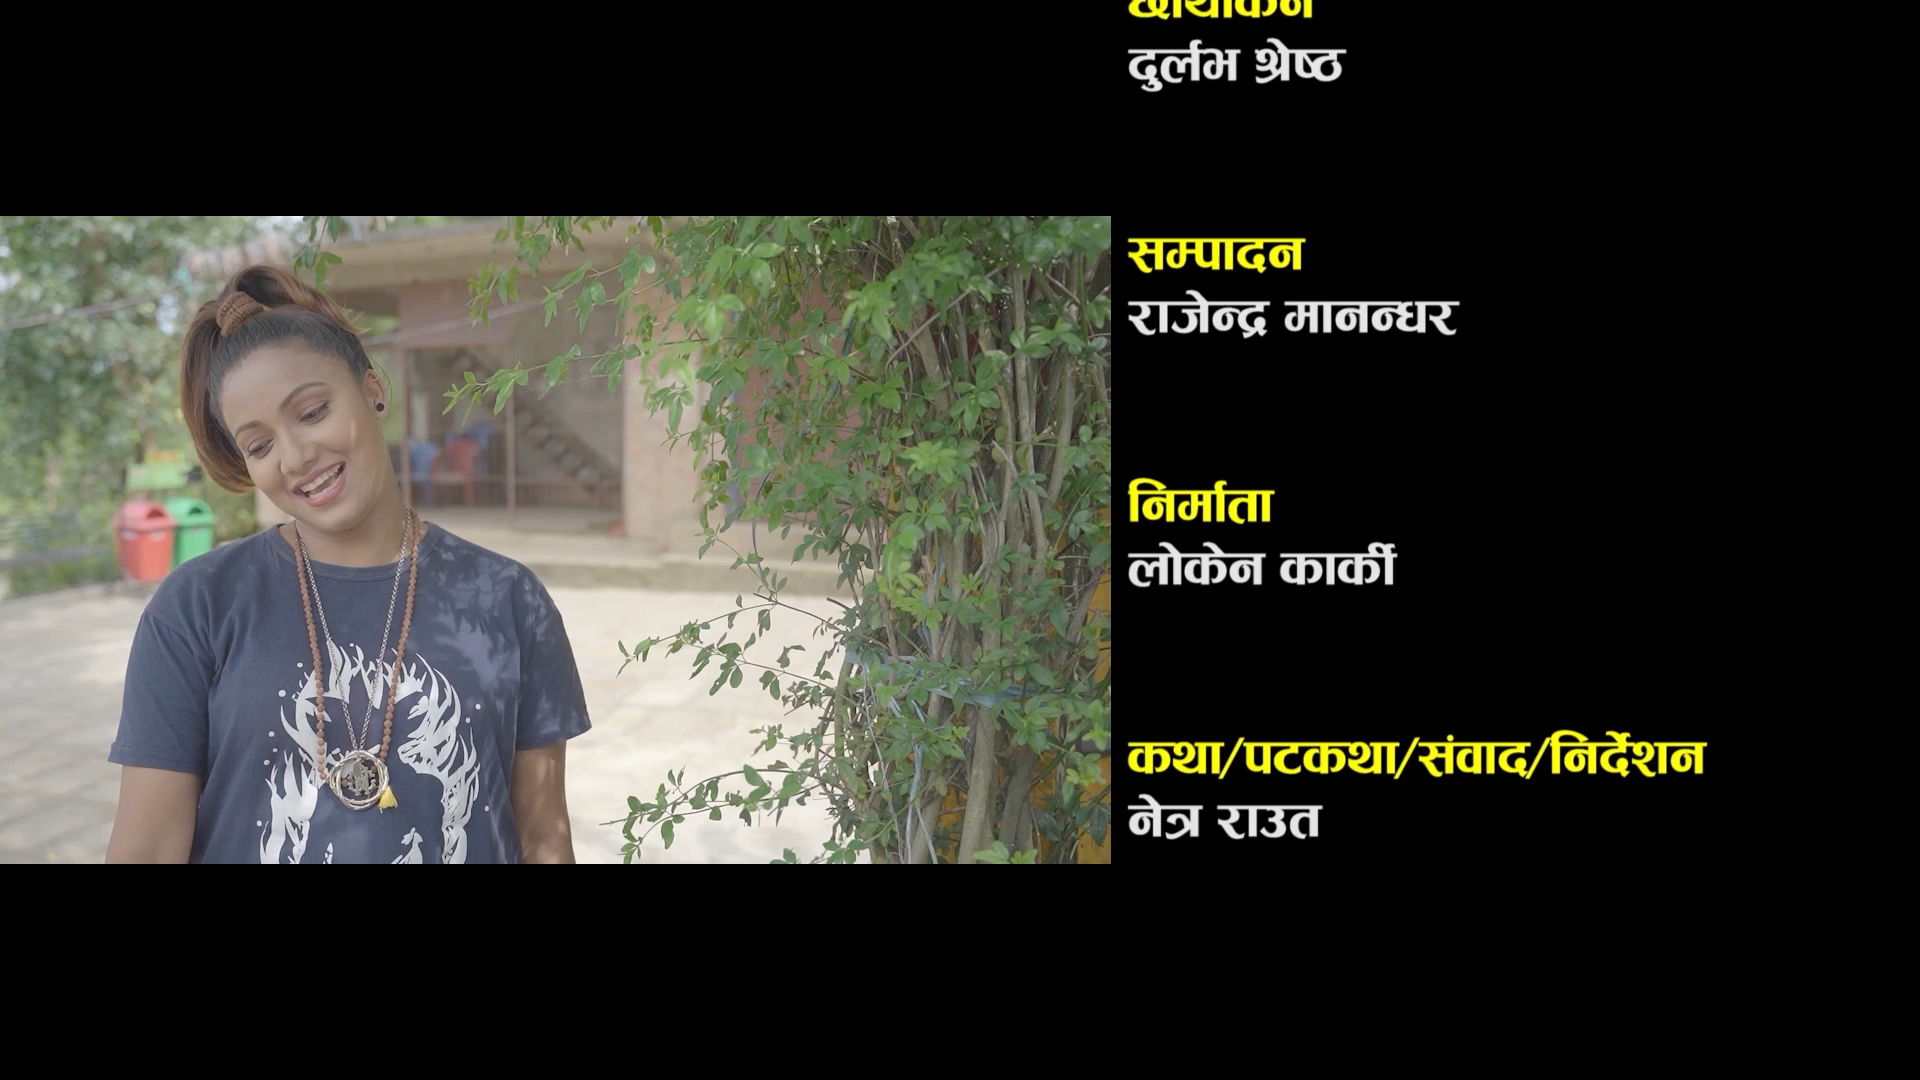 दुर्लभ श्रेष्ठ
सम्पादन
राजेन्द्र मानन्धर
निर्माता
लोकेन कार्की
कथा/पटकथा/संवाद/निर्देशन
नेत्र राउत